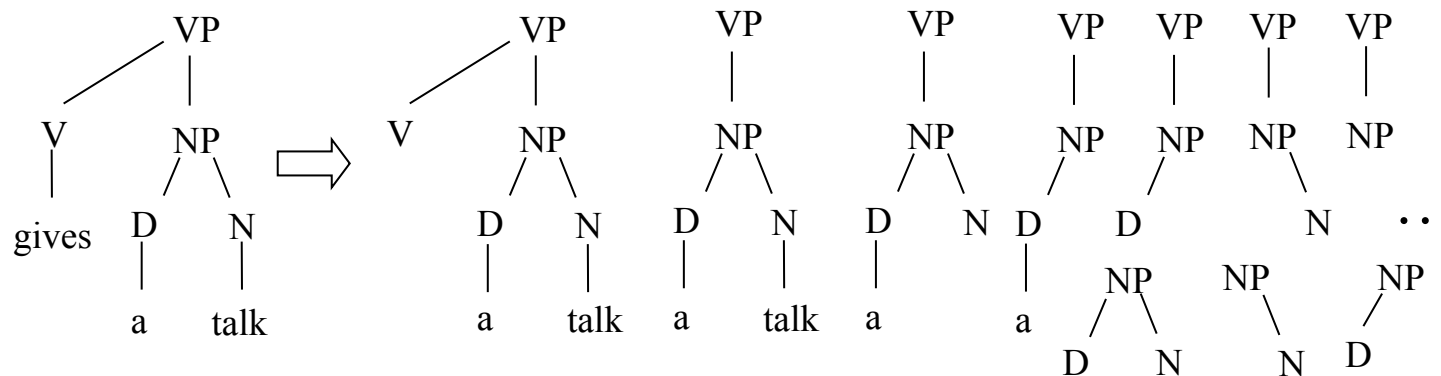 VP VP VP VP VP VP VP VP
V NP V NP NP NP NP NP NP NP
gives D N D N D N D N D D N . .
NP NP NP
a talk a talk a talk a a
D N N D